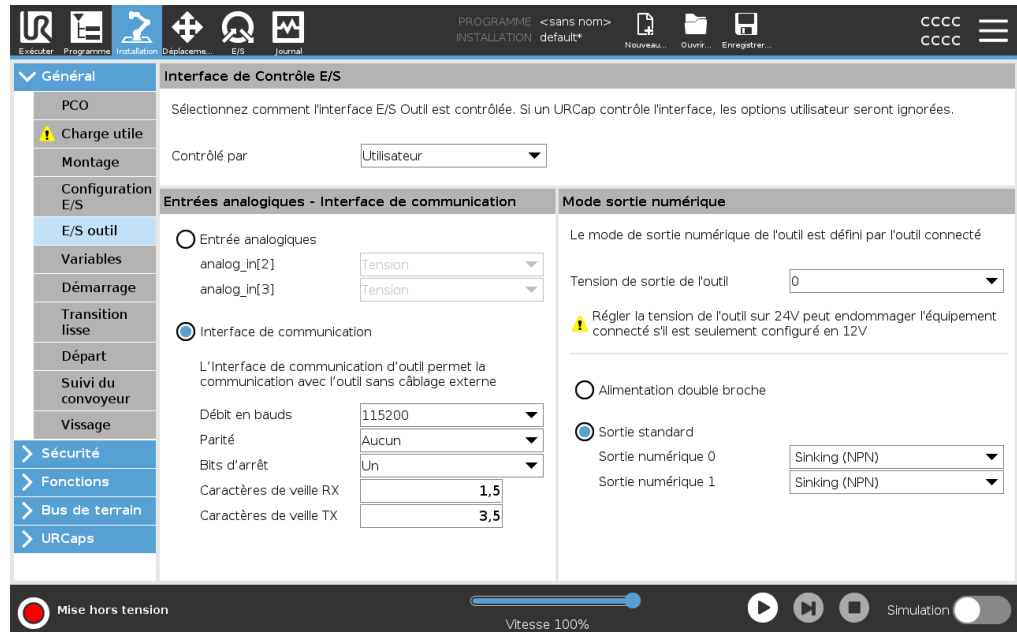 PROGRAMME <sans nom>
INSTALLATION default*
Exécuter
Programme
Installation
Déplaceme...
E/S
Journal
Nouveau...
Ouvrir...
Enregistrer...
CCCC
CCCC
Général
PCO
Charge utile
Montage
Configuration
E/S
E/S outil
Variables
Démarrage
Transition
lisse
Départ
Suivi du
convoyeur
Vissage
Sécurité
Fonctions
Bus de terrain
URCaps
Interface de Contrôle E/S
Sélectionnez comment l'interface E/S Outil est contrôlée. Si un URCap contrôle l'interface, les options utilisateur seront ignorées.
Contrôlé par Utilisateur
Entrées analogiques - Interface de communication
Entrée analogiques
analog_in[2] Tension
analog_in[3] Tension
Interface de communication
L'Interface de communication d'outil permet la
communication avec l'outil sans câblage externe
Débit en bauds 115200
Parité Aucun
Bits d'arrêt Un
Caractères de veille RX 1,5
Caractères de veille TX 3,5
Mode sortie numérique
Le mode de sortie numérique de l'outil est défini par l'outil connecté
Tension de sortie de l'outil 0
Régler la tension de l'outil sur 24V peut endommager l'équipement
connecté s'il est seulement configuré en 12V
Alimentation double broche
Sortie standard
Sortie numérique 0 Sinking (NPN)
Sortie numérique 1 Sinking (NPN)
Mise hors tension
Vitesse 100%
Simulation